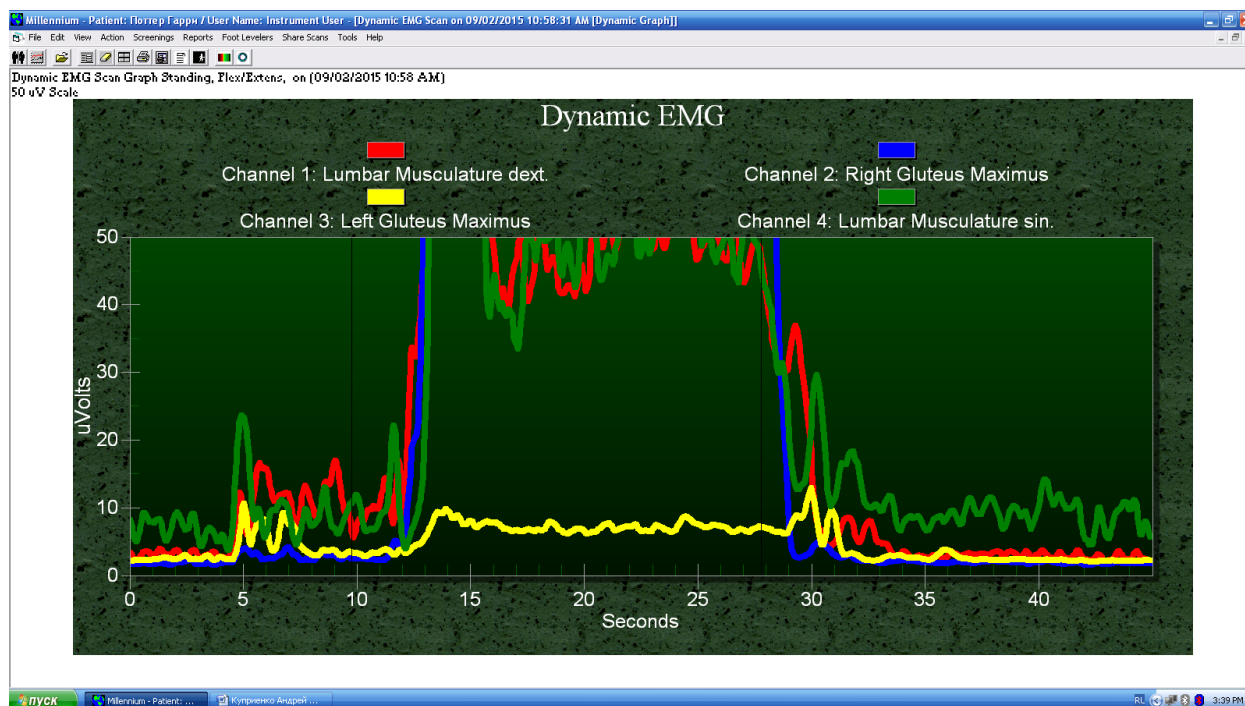 Millennium - Patient: Поттер Гарри / User Name: Instrument User - [Dynamic EMG Scan on 09/02/2015 10:58:31 AM [Dynamic Graph]]
File Edit View Action Screenings Reports Foot Levelers Share Scans Tools Help
Dynamic EMG Scan Graph Standing, Flex/Extens, on (09/02/2015 10:58 AM)
50 uV Scale
Dynamic EMG
Channel 1: Lumbar Musculature dext.
Channel 2: Right Gluteus Maximus
Channel 3: Left Gluteus Maximus
Channel 4: Lumbar Musculature sin.
50
40
30
20
10
0
uVolts
0 5 10 15 20 25 30 35 40
Seconds
пуск Millennium - Patient: ... Куприенко Андрей ... RL 3:39 PM